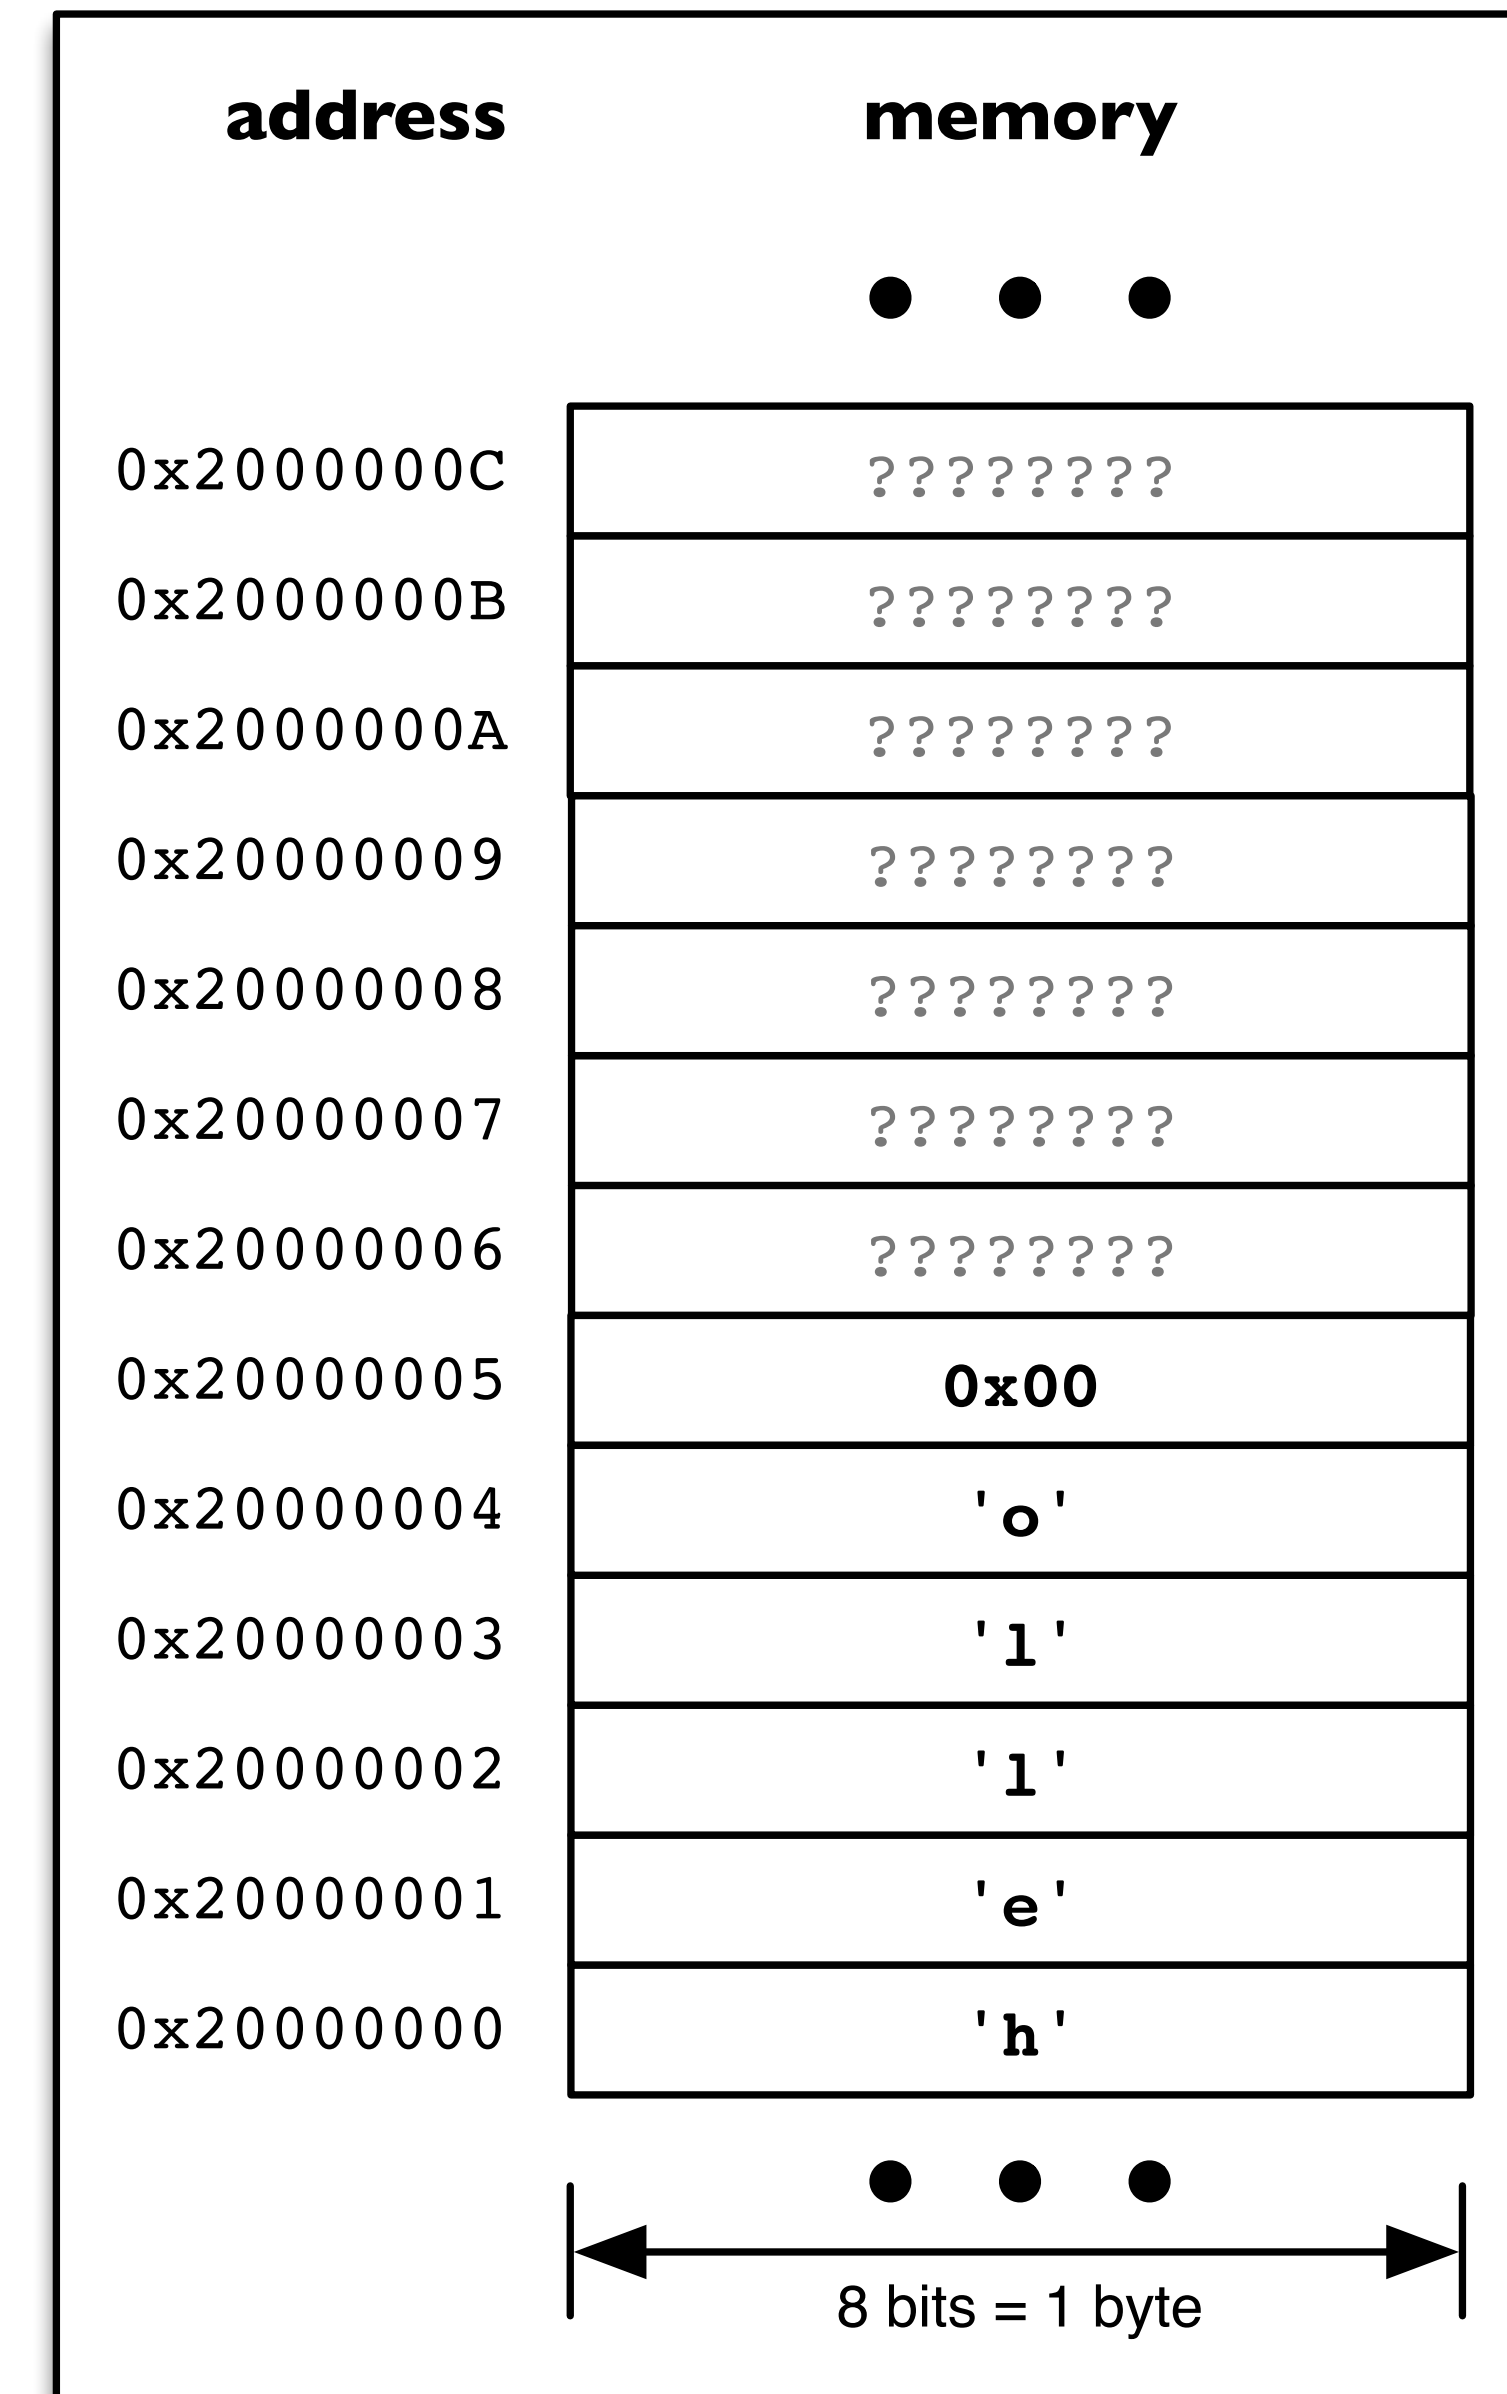 address memory
0x2000000C ????????
0x2000000B ????????
0x2000000A ????????
0x20000009 ????????
0x20000008 ????????
0x20000007 ????????
0x20000006 ????????
0x20000005 0x00
0x20000004 'o'
0x20000003 'l'
0x20000002 'l'
0x20000001 'e'
0x20000000 'h'
8 bits = 1 byte